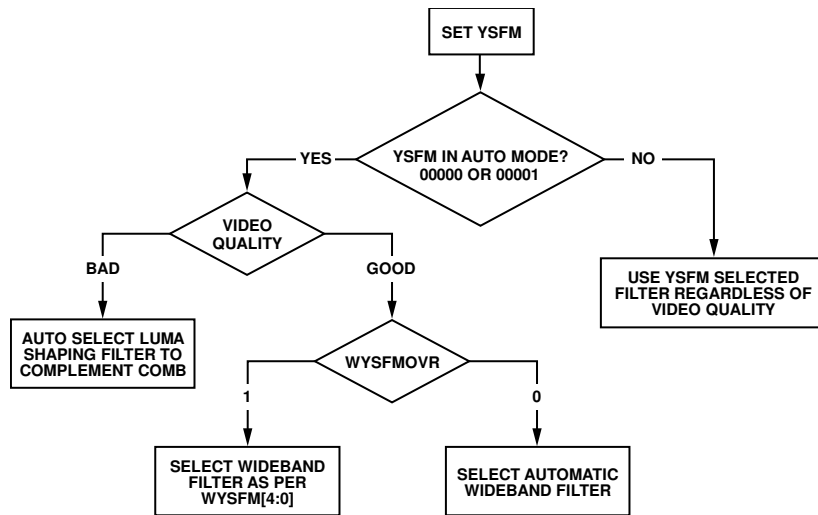 SET YSFM
YSFM IN AUTO MODE?
00000 OR 00001
YES
NO
VIDEO
QUALITY
BAD
GOOD
USE YSFM SELECTED
FILTER REGARDLESS OF
VIDEO QUALITY
AUTO SELECT LUMA
SHAPING FILTER TO
COMPLEMENT COMB
WYSFMOVR
1
0
SELECT WIDEBAND
FILTER AS PER
WYSFM[4:0]
SELECT AUTOMATIC
WIDEBAND FILTER